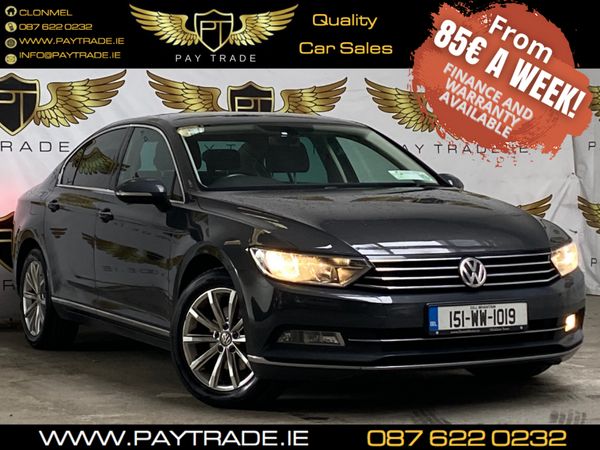 CLONMEL
087 622 0232
WWW.PAYTRADE.IE
INFO@PAYTRADE.IE
PT
PAY TRADE
Quality
Car Sales
From
85€ A WEEK!
FINANCE AND
WARRANTY
AVAILABLE
PT
TRADE
PAY TRADE
151-WW-1019
WWW.PAYTRADE.IE
087 622 0232